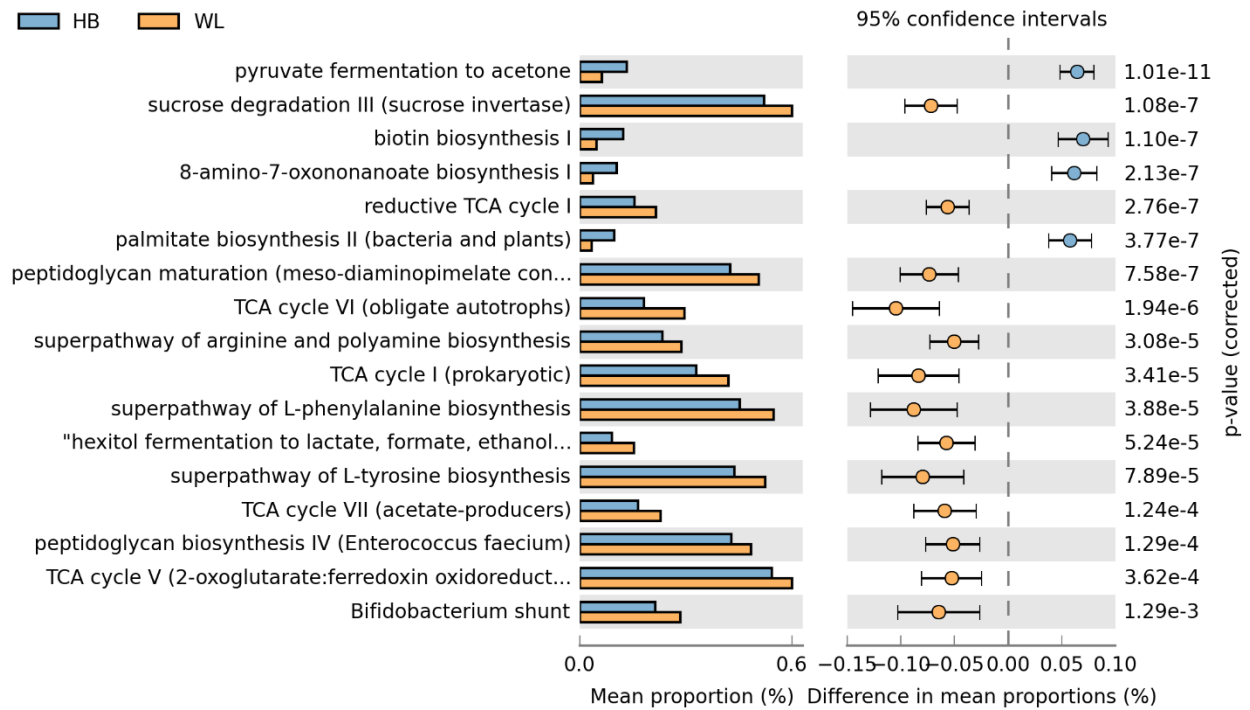 HB WL 95% confidence intervals
pyruvate fermentation to acetone 1.01e-11
sucrose degradation III (sucrose invertase) 1.08e-7
biotin biosynthesis I 1.10e-7
8-amino-7-oxononanoate biosynthesis I 2.13e-7
reductive TCA cycle I 2.76e-7
palmitate biosynthesis II (bacteria and plants) 3.77e-7
peptidoglycan maturation (meso-diaminopimelate con... 7.58e-7
TCA cycle VI (obligate autotrophs) 1.94e-6
superpathway of arginine and polyamine biosynthesis 3.08e-5
TCA cycle I (prokaryotic) 3.41e-5
superpathway of L-phenylalanine biosynthesis 3.88e-5
"hexitol fermentation to lactate, formate, ethanol... 5.24e-5
superpathway of L-tyrosine biosynthesis 7.89e-5
TCA cycle VII (acetate-producers) 1.24e-4
peptidoglycan biosynthesis IV (Enterococcus faecium) 1.29e-4
TCA cycle V (2-oxoglutarate:ferredoxin oxidoreduct... 3.62e-4
Bifidobacterium shunt 1.29e-3
p-value (corrected)
0.0 0.6 −0.15 −0.10 −0.05 0.00 0.05 0.10
Mean proportion (%) Difference in mean proportions (%)